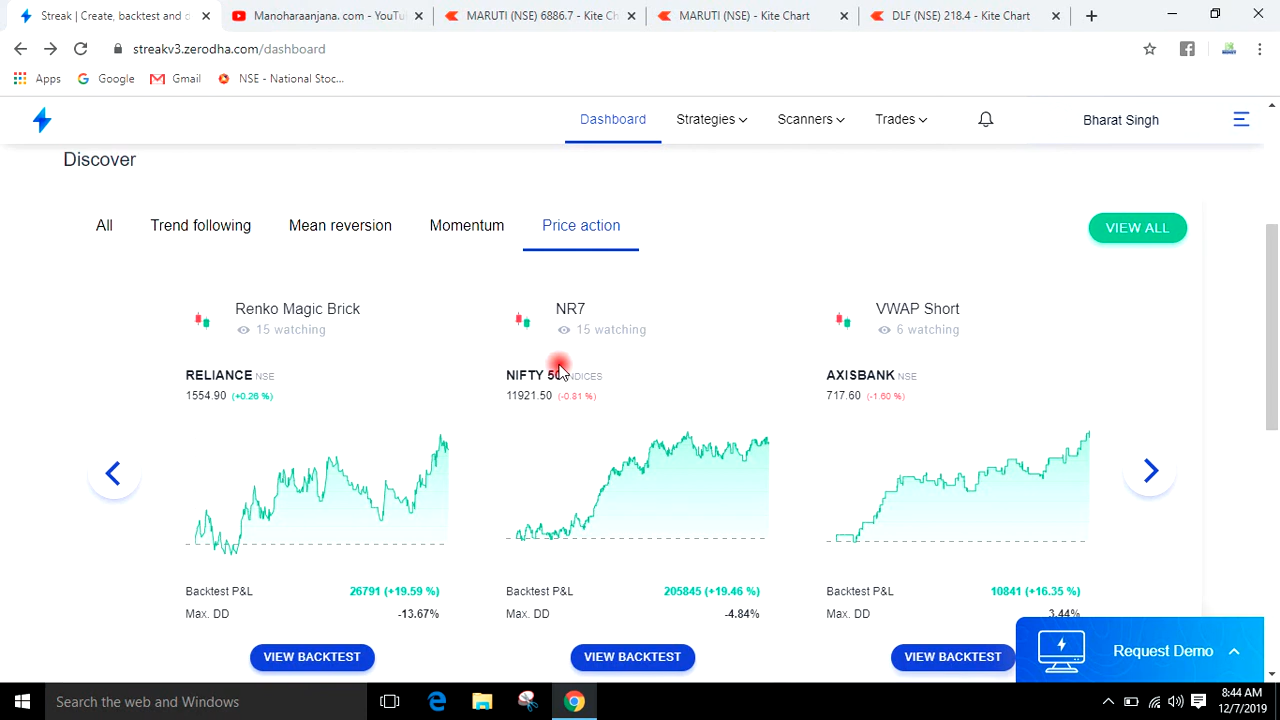 Streak | Create, backtest and o
Manoharaanjana. com - YouTu
MARUTI (NSE) 6886.7 - Kite Ch
MARUTI (NSE) - Kite Chart
DLF (NSE) 218.4 - Kite Chart
streakv3.zerodha.com/dashboard
Apps
Google
Gmail
NSE - National Stoc...
Dashboard
Strategies
Scanners
Trades
Bharat Singh
Discover
All
Trend following
Mean reversion
Momentum
Price action
VIEW ALL
Renko Magic Brick
15 watching
RELIANCE NSE
1554.90 (+0.26 %)
Backtest P&L 26791 (+19.59 %)
Max. DD -13.67%
VIEW BACKTEST
NR7
15 watching
NIFTY 50 INDICES
11921.50 (-0.81 %)
Backtest P&L 205845 (+19.46 %)
Max. DD -4.84%
VIEW BACKTEST
VWAP Short
6 watching
AXISBANK NSE
717.60 (-1.60 %)
Backtest P&L 10841 (+16.35 %)
Max. DD 3.44%
VIEW BACKTEST
Request Demo
Search the web and Windows
8:44 AM
12/7/2019